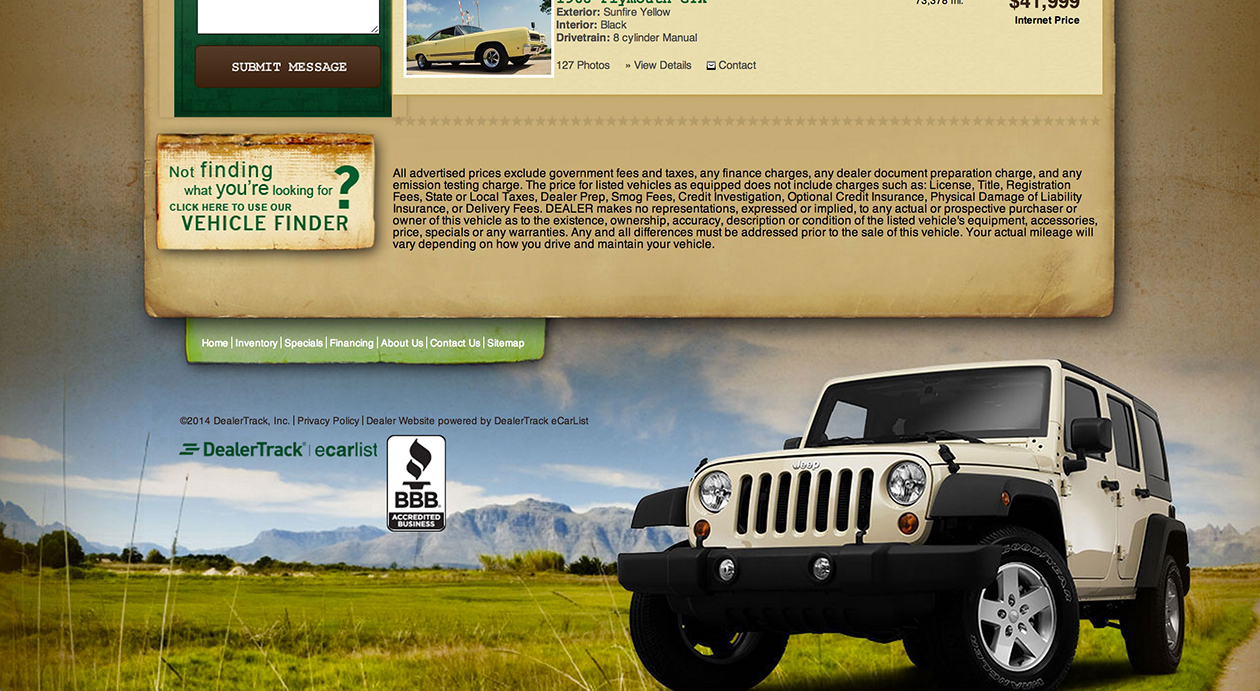 1968 Plymouth GTX
73,378 mi.
$41,999
Exterior: Sunfire Yellow
Internet Price
Interior: Black
Drivetrain: 8 cylinder Manual
127 Photos » View Details Contact
SUBMIT MESSAGE
Not finding
what you're looking for ?
CLICK HERE TO USE OUR
VEHICLE FINDER
All advertised prices exclude government fees and taxes, any finance charges, any dealer document preparation charge, and any
emission testing charge. The price for listed vehicles as equipped does not include charges such as: License, Title, Registration
Fees, State or Local Taxes, Dealer Prep, Smog Fees, Credit Investigation, Optional Credit Insurance, Physical Damage of Liability
Insurance, or Delivery Fees. DEALER makes no representations, expressed or implied, to any actual or prospective purchaser or
owner of this vehicle as to the existence, ownership, accuracy, description or condition of the listed vehicle's equipment, accessories,
price, specials or any warranties. Any and all differences must be addressed prior to the sale of this vehicle. Your actual mileage will
vary depending on how you drive and maintain your vehicle.
Home | Inventory | Specials | Financing | About Us | Contact Us | Sitemap
©2014 DealerTrack, Inc. | Privacy Policy | Dealer Website powered by DealerTrack eCarList
DealerTrack® | ecarlist
BBB.
ACCREDITED
BUSINESS
Jeep
GOODYEAR
WRANGLER